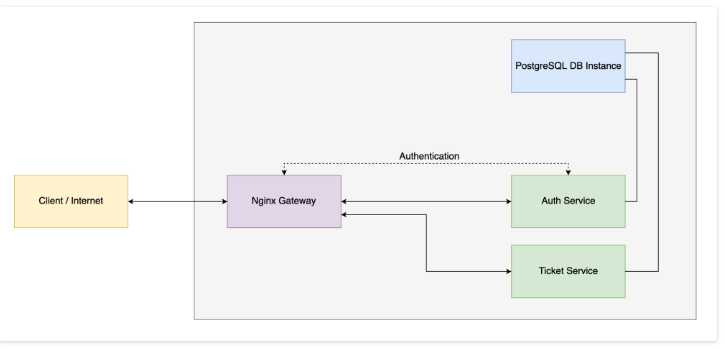 PostgreSQL DB Instance
Authentication
Client / Internet
Nginx Gateway
Auth Service
Ticket Service